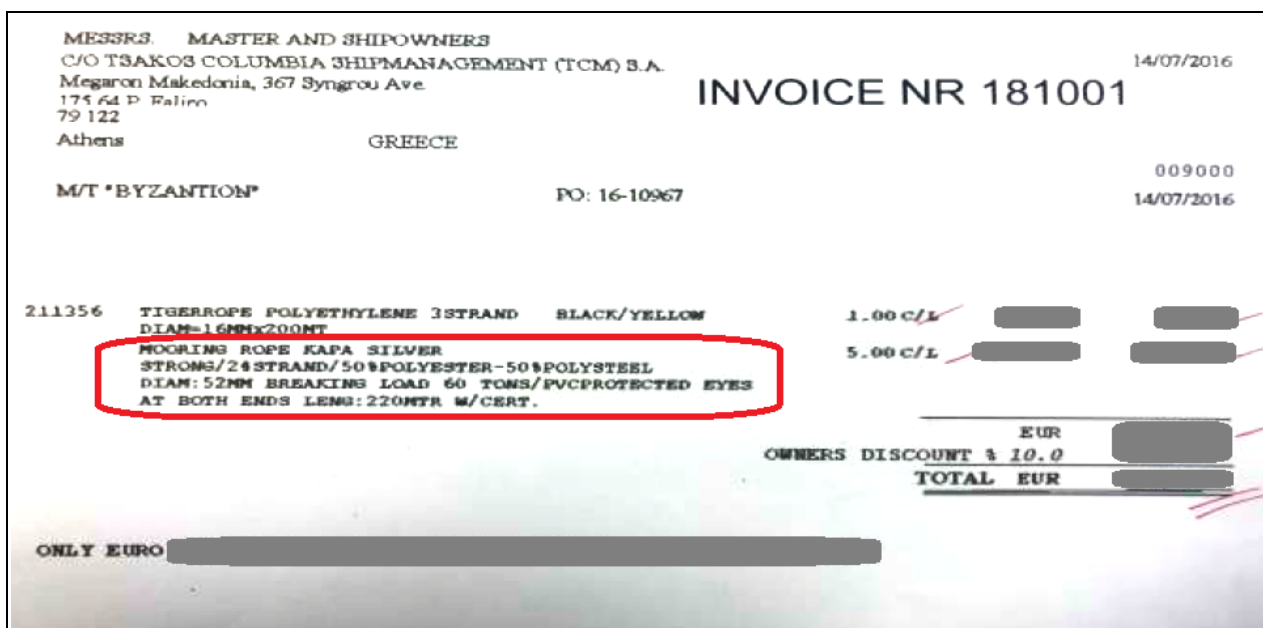 MESSRS. MASTER AND SHIPOWNERS
C/O TSAKOS COLUMBIA SHIPMANAGEMENT (TCM) S.A.
14/07/2016
Megaron Makedonia, 367 Syngrou Ave
INVOICE NR 181001
175 64 P. Faliro
79 122
Athens GREECE
009000
M/T "BYZANTION" PO: 16-10967 14/07/2016
211356 TIGERROPE POLYETHYLENE 3STRAND BLACK/YELLOW 1.00 C/L
DIAM=16MMx200MT
MOORING ROPE KAPA SILVER 5.00 C/L
STRONG/24STRAND/50%POLYESTER-50%POLYSTEEL
DIAM:52MM BREAKING LOAD 60 TONS/PVCPROTECTED EYES
AT BOTH ENDS LENG:220MTR W/CERT.
EUR
OWNERS DISCOUNT % 10.0
TOTAL EUR
ONLY EURO